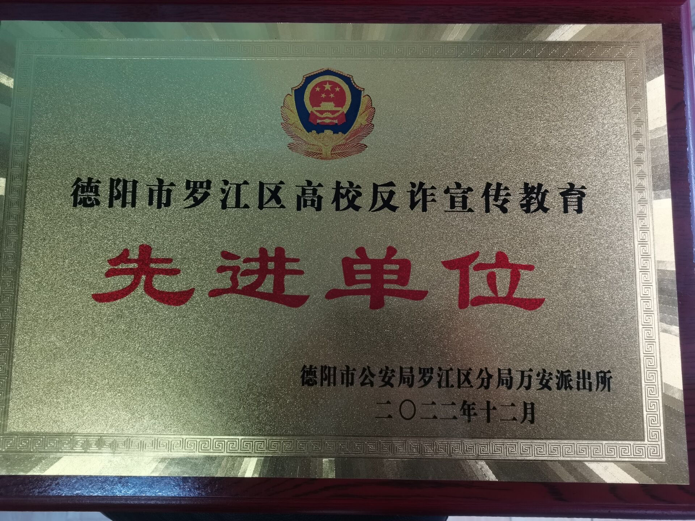 德阳市罗江区高校反诈宣传教育
先进单位
德阳市公安局罗江区分局万安派出所
二〇二二年十二月